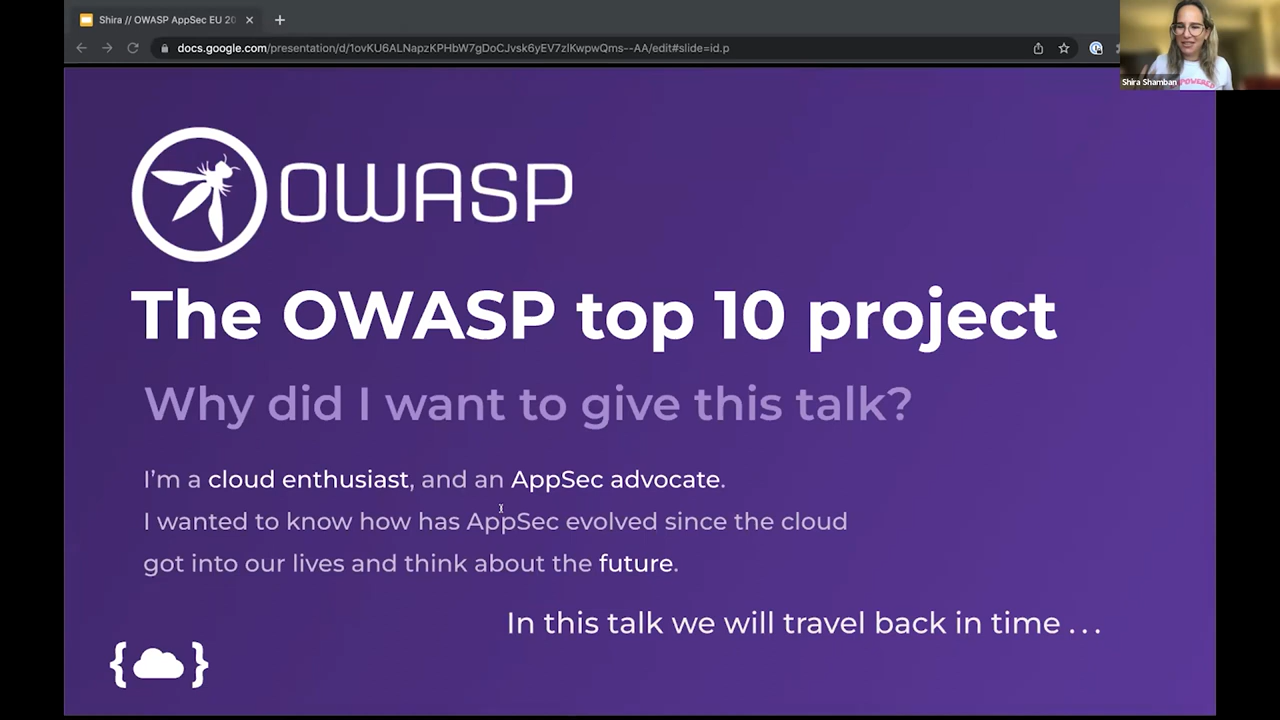 Shira // OWASP AppSec EU 20
docs.google.com/presentation/d/1ovKU6ALNapzKPHbW7gDoCJvsk6yEV7zlKwpwQms--AA/edit#slide=id.p
Shira Shamban
POWERED
OWASP
The OWASP top 10 project
Why did I want to give this talk?
I'm a cloud enthusiast, and an AppSec advocate.
I wanted to know how has AppSec evolved since the cloud
got into our lives and think about the future.
In this talk we will travel back in time . . .
{ }